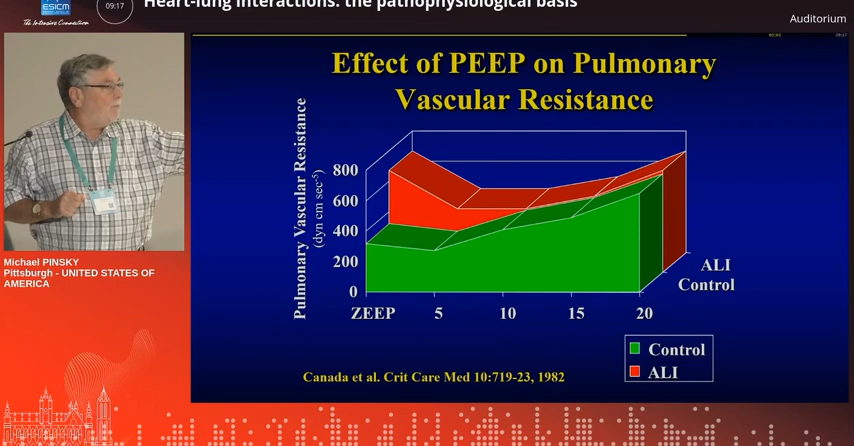 ESICM
The Intensive Connection
09:17
Heart-lung interactions: the pathophysiological basis
Auditorium
Effect of PEEP on Pulmonary
Vascular Resistance
Pulmonary Vascular Resistance
(dyn cm sec-5)
800
600
400
200
0
ZEEP 5 10 15 20
ALI
Control
Control
ALI
Canada et al. Crit Care Med 10:719-23, 1982
Michael PINSKY
Pittsburgh - UNITED STATES OF
AMERICA